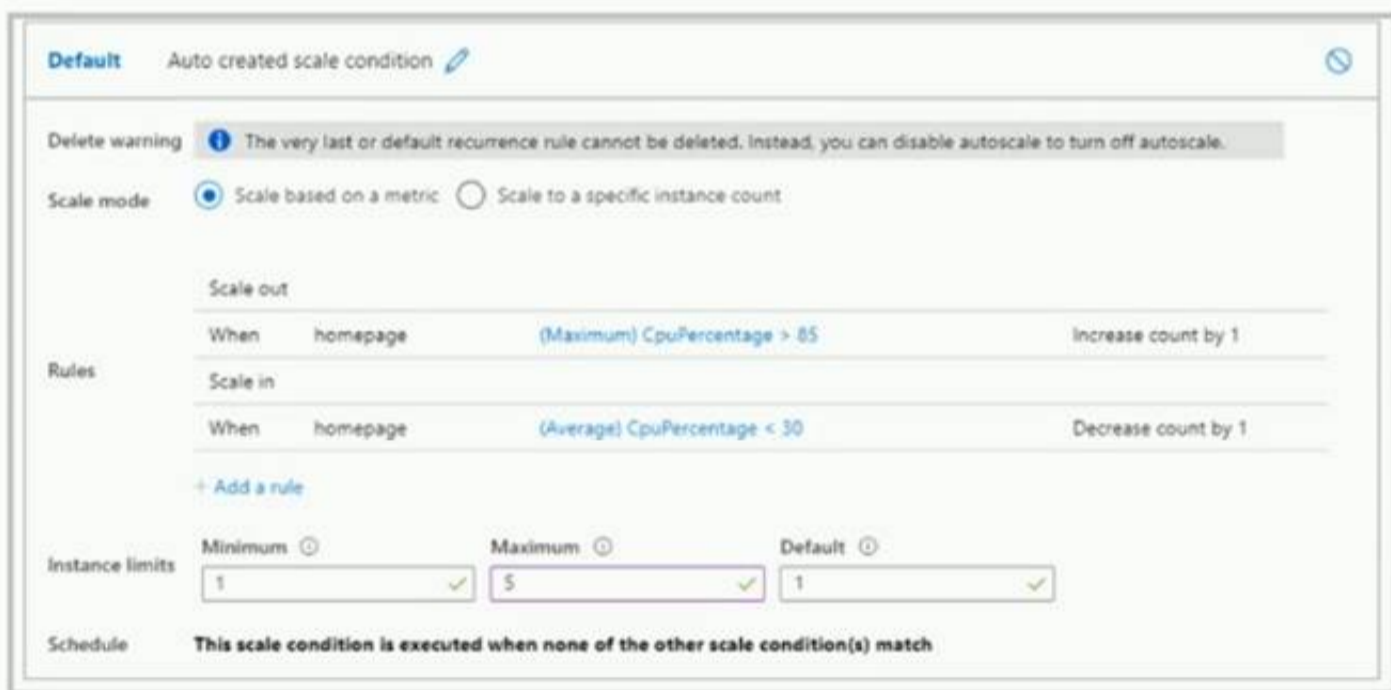 Default Auto created scale condition
Delete warning The very last or default recurrence rule cannot be deleted. Instead, you can disable autoscale to turn off autoscale.
Scale mode Scale based on a metric Scale to a specific instance count
Scale out
When homepage (Maximum) CpuPercentage > 85 Increase count by 1
Rules
Scale in
When homepage (Average) CpuPercentage < 30 Decrease count by 1
+ Add a rule
Minimum Maximum Default
Instance limits
1 5 1
Schedule This scale condition is executed when none of the other scale condition(s) match